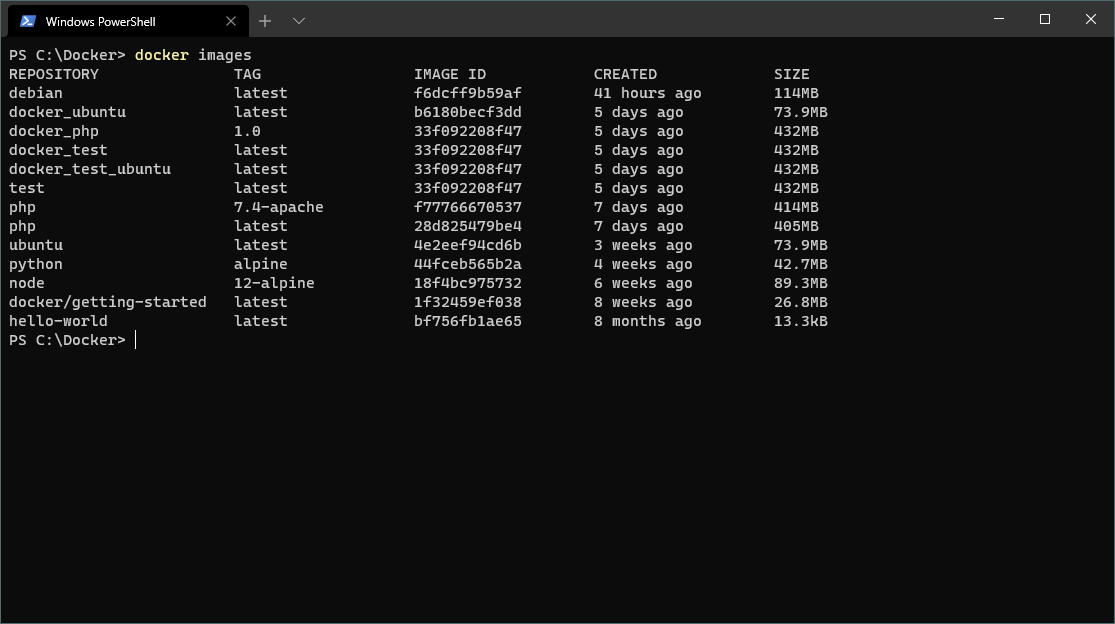 Windows PowerShell
PS C:\Docker> docker images
REPOSITORY TAG IMAGE ID CREATED SIZE
debian latest f6dcff9b59af 41 hours ago 114MB
docker_ubuntu latest b6180becf3dd 5 days ago 73.9MB
docker_php 1.0 33f092208f47 5 days ago 432MB
docker_test latest 33f092208f47 5 days ago 432MB
docker_test_ubuntu latest 33f092208f47 5 days ago 432MB
test latest 33f092208f47 5 days ago 432MB
php 7.4-apache f77766670537 7 days ago 414MB
php latest 28d825479be4 7 days ago 405MB
ubuntu latest 4e2eef94cd6b 3 weeks ago 73.9MB
python alpine 44fceb565b2a 4 weeks ago 42.7MB
node 12-alpine 18f4bc975732 6 weeks ago 89.3MB
docker/getting-started latest 1f32459ef038 8 weeks ago 26.8MB
hello-world latest bf756fb1ae65 8 months ago 13.3kB
PS C:\Docker>